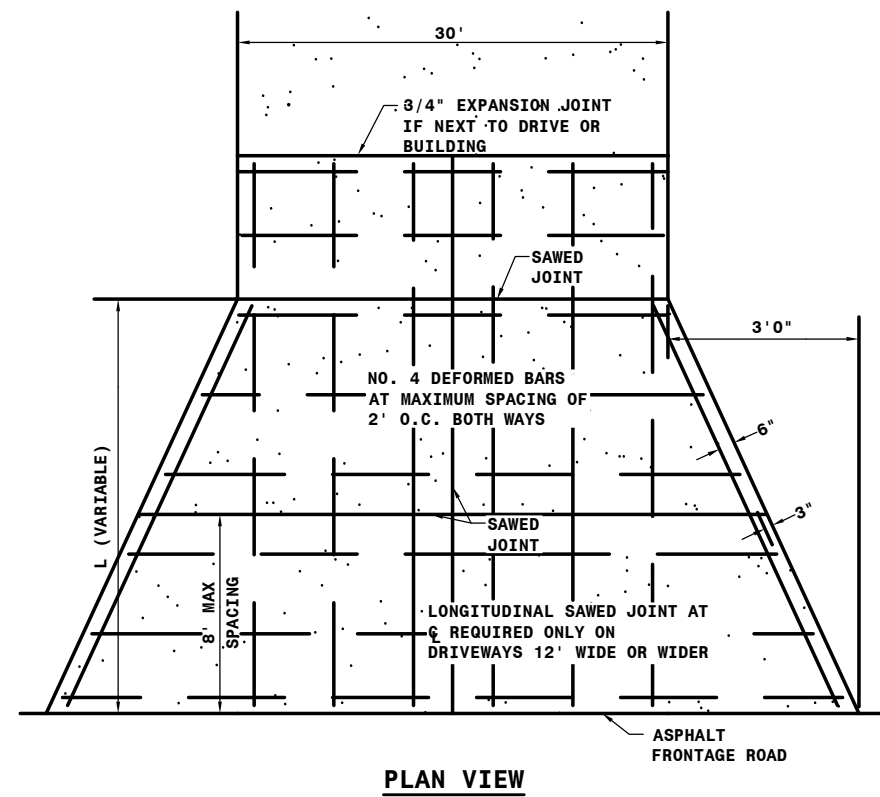 30'
3/4" EXPANSION JOINT
IF NEXT TO DRIVE OR
BUILDING
SAWED
JOINT
3'0"
NO. 4 DEFORMED BARS
AT MAXIMUM SPACING OF
2' O.C. BOTH WAYS
6"
L (VARIABLE)
3"
SAWED
JOINT
8' MAX
SPACING
LONGITUDINAL SAWED JOINT AT
℄ REQUIRED ONLY ON
DRIVEWAYS 12' WIDE OR WIDER
ASPHALT
FRONTAGE ROAD
PLAN VIEW